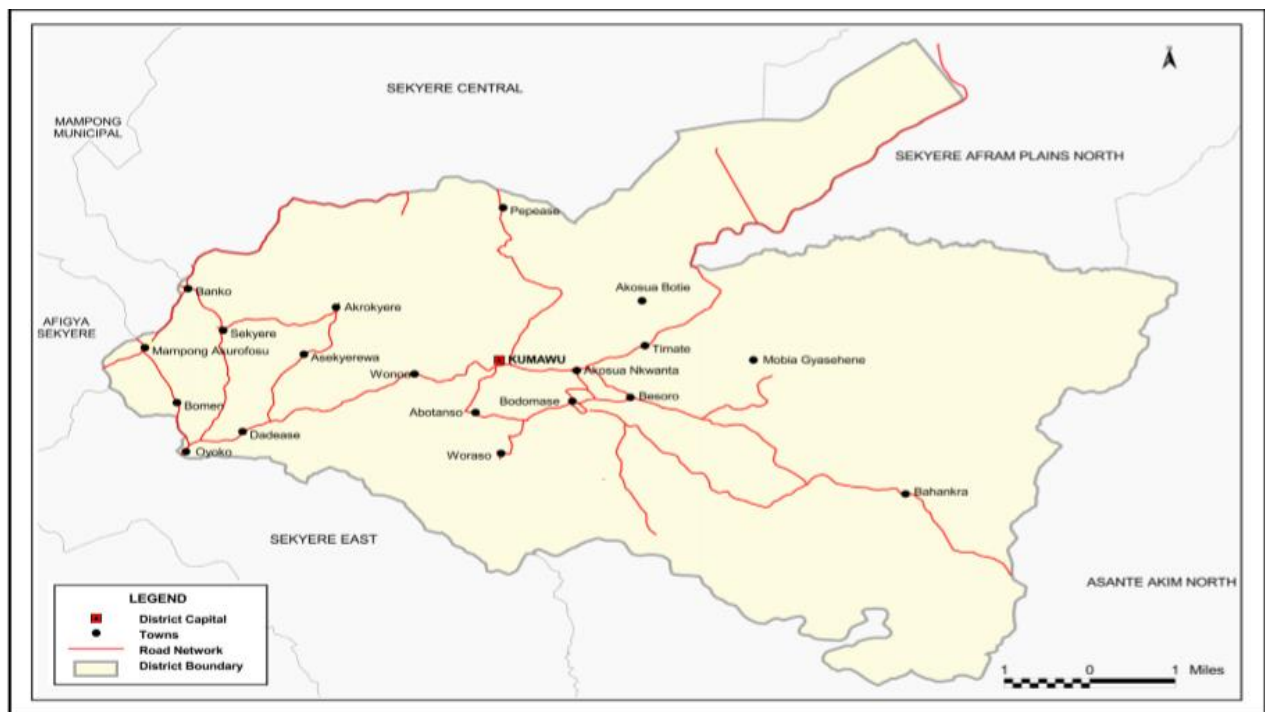 SEKYERE CENTRAL
MAMPONG
MUNICIPAL
SEKYERE AFRAM PLAINS NORTH
Pepease
Banko
Akosua Botie
Akrokyere
AFIGYA
SEKYERE
Sekyere
Mampong Axurofosu
Asekyerewa
KUMAWU
Timate
Mobia Gyasehene
Wonoo
Akosua Nkwanta
Bomen
Abotanso
Bodomase
Besoro
Dadease
Oyoko
Woraso
Bahankra
SEKYERE EAST
ASANTE AKIM NORTH
LEGEND
District Capital
Towns
Road Network
District Boundary
1 0 1 Miles